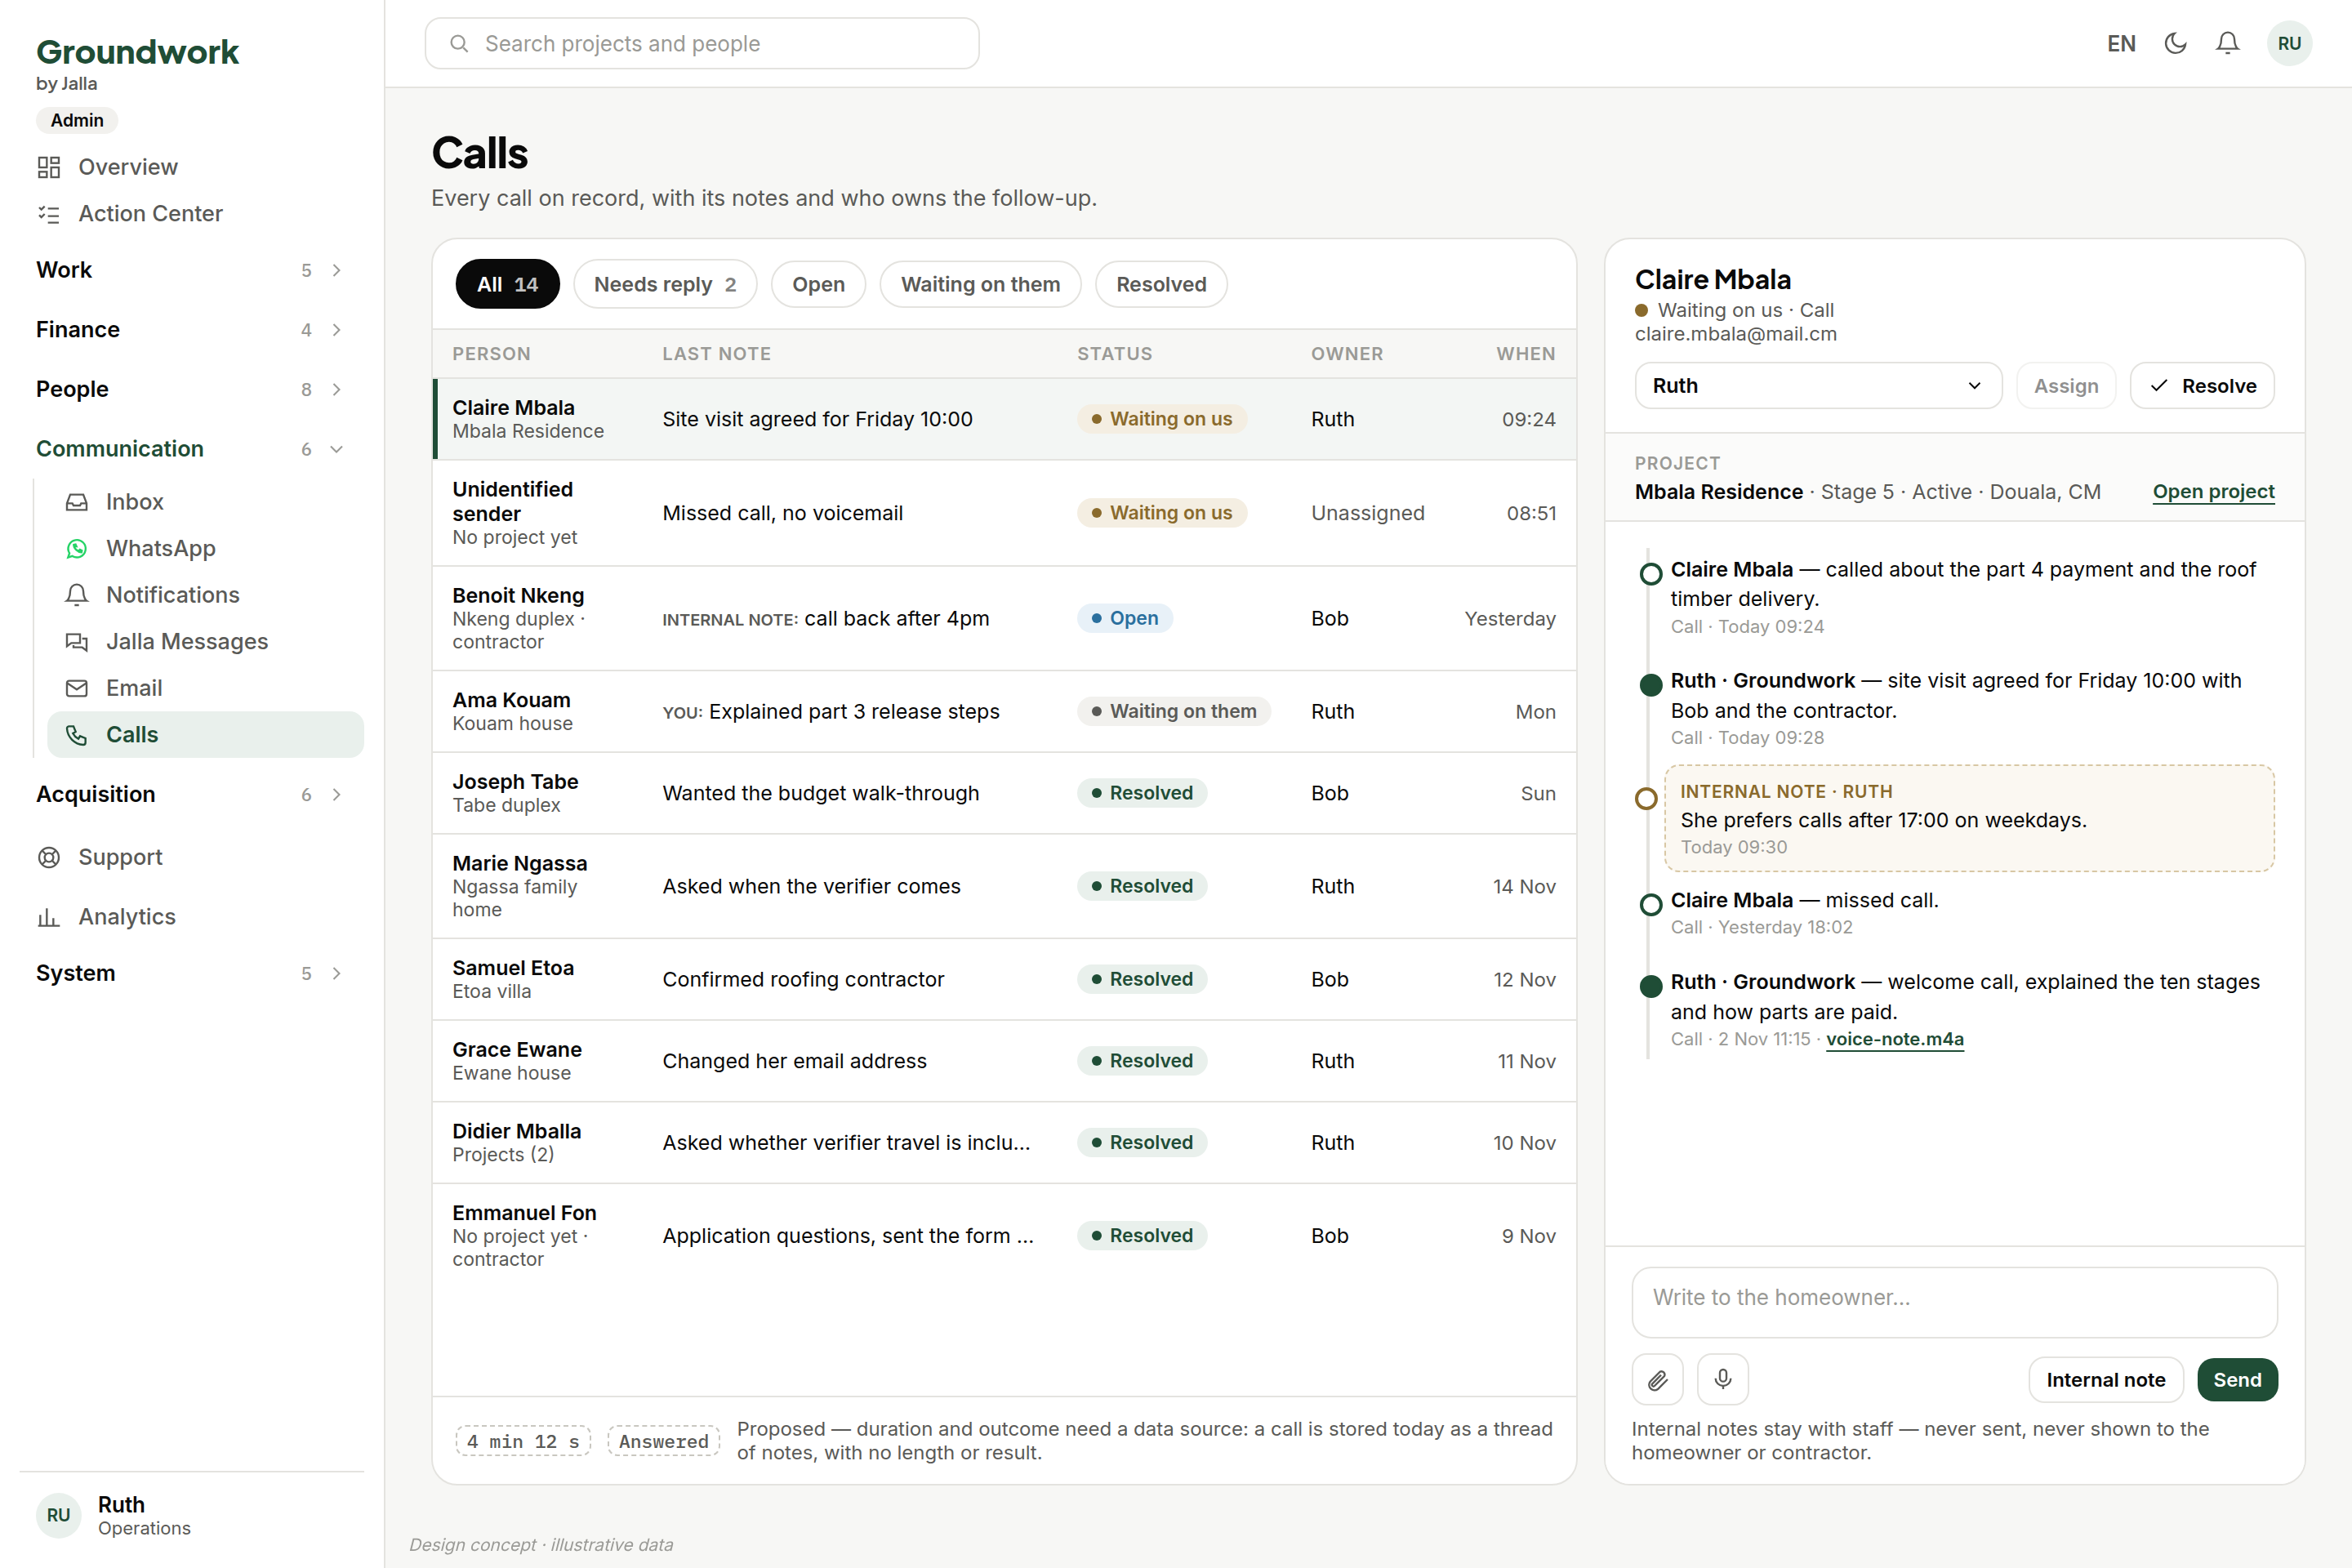 Groundwork
by Jalla
Admin
Overview
Action Center
Work 5
Finance 4
People 8
Communication 6
Inbox
WhatsApp
Notifications
Jalla Messages
Email
Calls
Acquisition 6
Support
Analytics
System 5
RU
Ruth
Operations
Search projects and people
EN
RU
Calls
Every call on record, with its notes and who owns the follow-up.
All 14 Needs reply 2 Open Waiting on them Resolved
PERSON LAST NOTE STATUS OWNER WHEN
Claire Mbala
Mbala Residence
Site visit agreed for Friday 10:00 Waiting on us Ruth 09:24
Unidentified
sender
No project yet
Missed call, no voicemail Waiting on us Unassigned 08:51
Benoit Nkeng
Nkeng duplex ·
contractor
INTERNAL NOTE: call back after 4pm Open Bob Yesterday
Ama Kouam
Kouam house
YOU: Explained part 3 release steps Waiting on them Ruth Mon
Joseph Tabe
Tabe duplex
Wanted the budget walk-through Resolved Bob Sun
Marie Ngassa
Ngassa family
home
Asked when the verifier comes Resolved Ruth 14 Nov
Samuel Etoa
Etoa villa
Confirmed roofing contractor Resolved Bob 12 Nov
Grace Ewane
Ewane house
Changed her email address Resolved Ruth 11 Nov
Didier Mballa
Projects (2)
Asked whether verifier travel is inclu... Resolved Ruth 10 Nov
Emmanuel Fon
No project yet ·
contractor
Application questions, sent the form ... Resolved Bob 9 Nov
4 min 12 s Answered
Proposed — duration and outcome need a data source: a call is stored today as a thread
of notes, with no length or result.
Claire Mbala
Waiting on us · Call
claire.mbala@mail.cm
Ruth Assign Resolve
PROJECT
Mbala Residence · Stage 5 · Active · Douala, CM Open project
Claire Mbala — called about the part 4 payment and the roof
timber delivery.
Call · Today 09:24
Ruth · Groundwork — site visit agreed for Friday 10:00 with
Bob and the contractor.
Call · Today 09:28
INTERNAL NOTE · RUTH
She prefers calls after 17:00 on weekdays.
Today 09:30
Claire Mbala — missed call.
Call · Yesterday 18:02
Ruth · Groundwork — welcome call, explained the ten stages
and how parts are paid.
Call · 2 Nov 11:15 · voice-note.m4a
Write to the homeowner...
Internal note Send
Internal notes stay with staff — never sent, never shown to the
homeowner or contractor.
Design concept · illustrative data